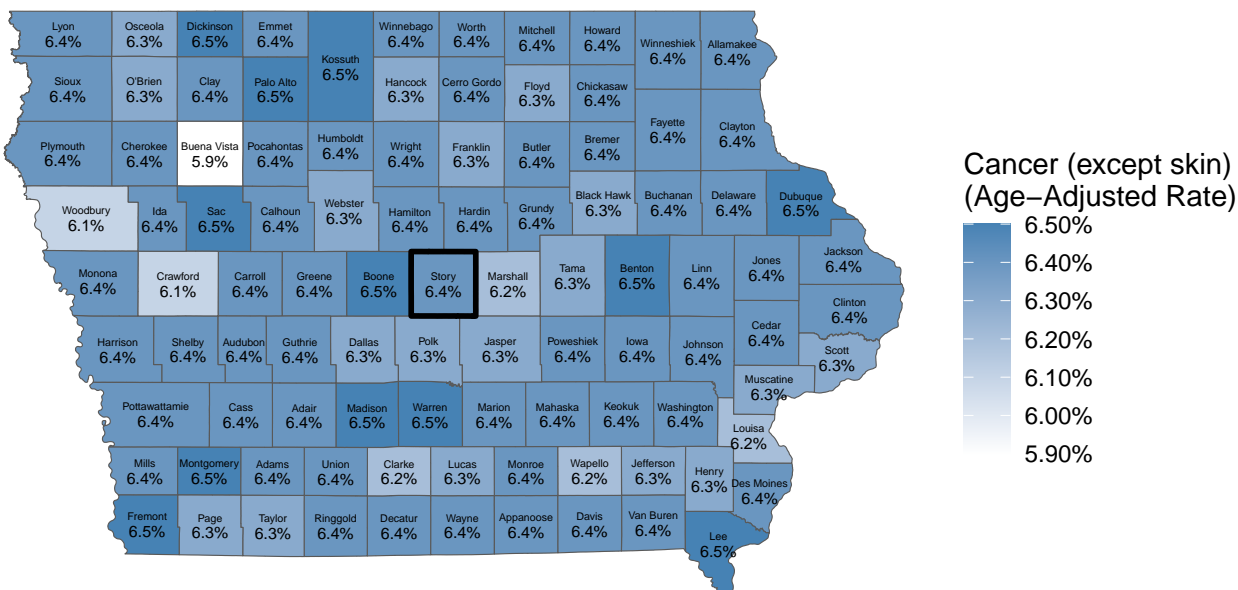 Lyon
6.4%
Osceola
6.3%
Dickinson
6.5%
Emmet
6.4%
Kossuth
6.5%
Winnebago
6.4%
Worth
6.4%
Mitchell
6.4%
Howard
6.4%
Winneshiek
6.4%
Allamakee
6.4%
Sioux
6.4%
O'Brien
6.3%
Clay
6.4%
Palo Alto
6.5%
Hancock
6.3%
Cerro Gordo
6.4%
Floyd
6.3%
Chickasaw
6.4%
Fayette
6.4%
Clayton
6.4%
Plymouth
6.4%
Cherokee
6.4%
Buena Vista
5.9%
Pocahontas
6.4%
Humboldt
6.4%
Wright
6.4%
Franklin
6.3%
Butler
6.4%
Bremer
6.4%
Woodbury
6.1%
Ida
6.4%
Sac
6.5%
Calhoun
6.4%
Webster
6.3%
Hamilton
6.4%
Hardin
6.4%
Grundy
6.4%
Black Hawk
6.3%
Buchanan
6.4%
Delaware
6.4%
Dubuque
6.5%
Monona
6.4%
Crawford
6.1%
Carroll
6.4%
Greene
6.4%
Boone
6.5%
Story
6.4%
Marshall
6.2%
Tama
6.3%
Benton
6.5%
Linn
6.4%
Jones
6.4%
Jackson
6.4%
Clinton
6.4%
Harrison
6.4%
Shelby
6.4%
Audubon
6.4%
Guthrie
6.4%
Dallas
6.3%
Polk
6.3%
Jasper
6.3%
Poweshiek
6.4%
Iowa
6.4%
Johnson
6.4%
Cedar
6.4%
Scott
6.3%
Muscatine
6.3%
Pottawattamie
6.4%
Cass
6.4%
Adair
6.4%
Madison
6.5%
Warren
6.5%
Marion
6.4%
Mahaska
6.4%
Keokuk
6.4%
Washington
6.4%
Louisa
6.2%
Mills
6.4%
Montgomery
6.5%
Adams
6.4%
Union
6.4%
Clarke
6.2%
Lucas
6.3%
Monroe
6.4%
Wapello
6.2%
Jefferson
6.3%
Henry
6.3%
Des Moines
6.4%
Fremont
6.5%
Page
6.3%
Taylor
6.3%
Ringgold
6.4%
Decatur
6.4%
Wayne
6.4%
Appanoose
6.4%
Davis
6.4%
Van Buren
6.4%
Lee
6.5%
Cancer (except skin)
(Age−Adjusted Rate)
6.50%
6.40%
6.30%
6.20%
6.10%
6.00%
5.90%